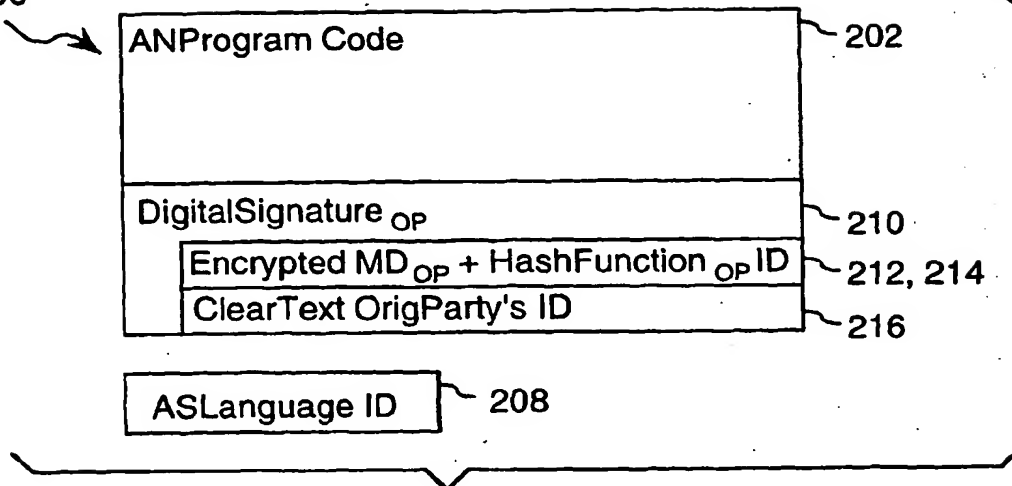 ANProgram Code
202
DigitalSignature OP
210
Encrypted MD OP + HashFunction OP ID
212, 214
ClearText OrigParty's ID
216
ASLanguage ID
208